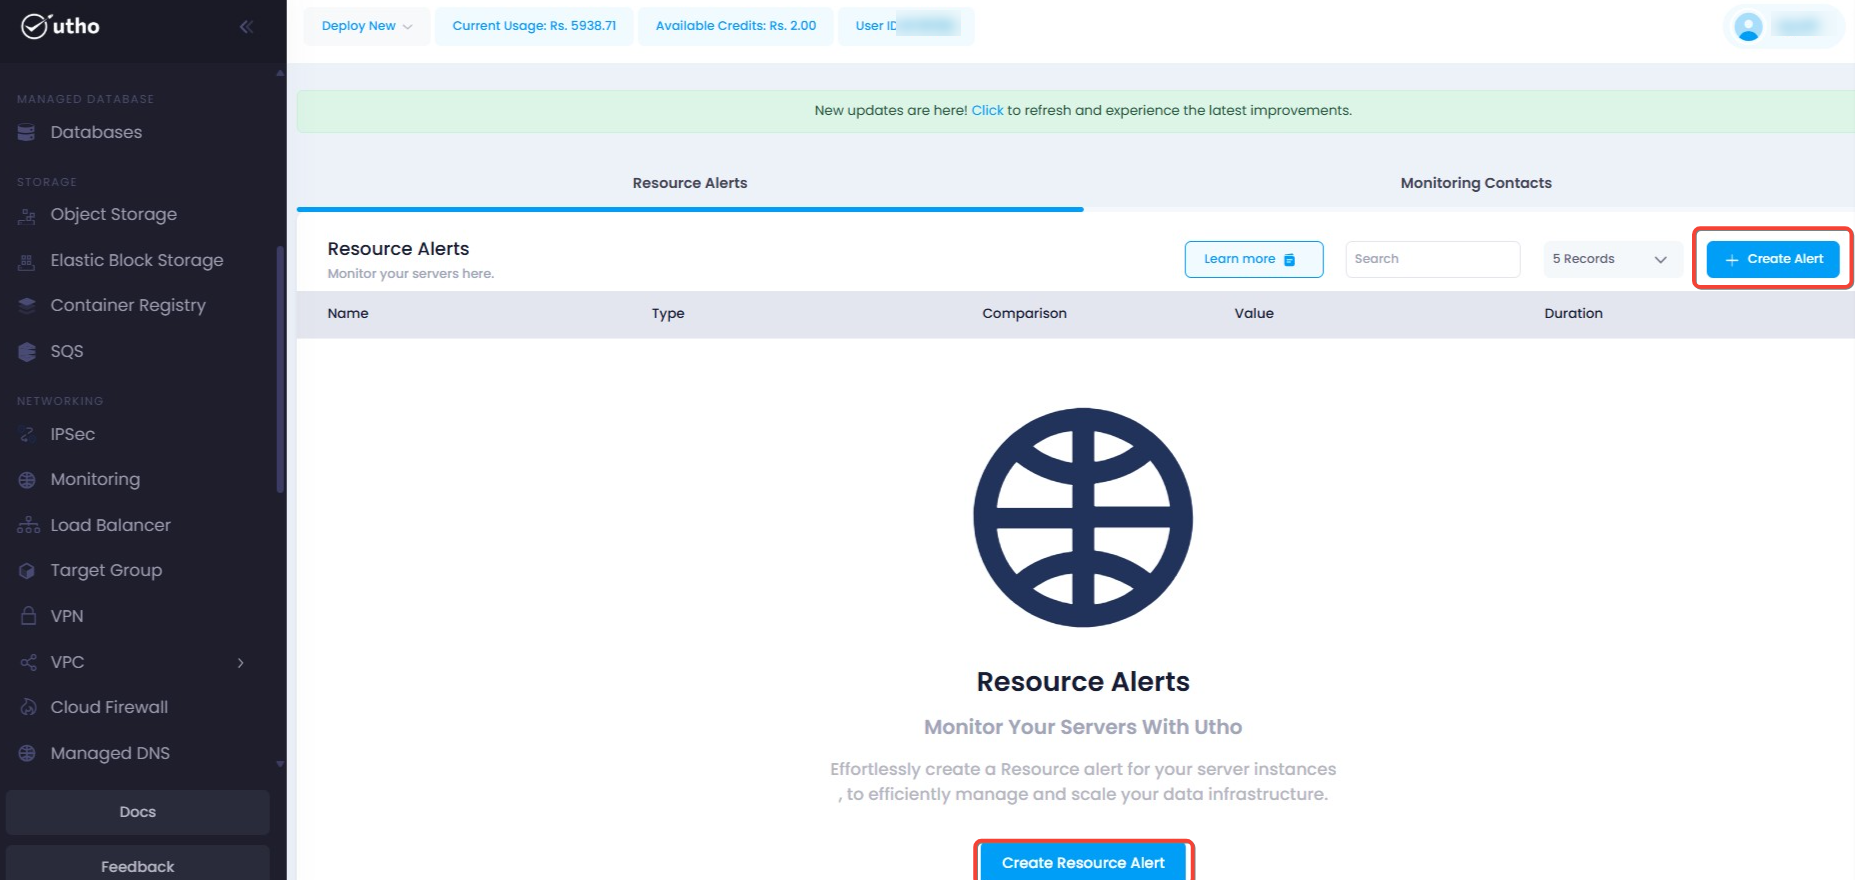 utho
Deploy New
Current Usage: Rs. 5938.71
Available Credits: Rs. 2.00
User ID
MANAGED DATABASE
Databases
STORAGE
Object Storage
Elastic Block Storage
Container Registry
SQS
NETWORKING
IPSec
Monitoring
Load Balancer
Target Group
VPN
VPC
Cloud Firewall
Managed DNS
Docs
Feedback
New updates are here! Click to refresh and experience the latest improvements.
Resource Alerts
Monitoring Contacts
Resource Alerts
Monitor your servers here.
Learn more
Search
5 Records
+ Create Alert
Name Type Comparison Value Duration
Resource Alerts
Monitor Your Servers With Utho
Effortlessly create a Resource alert for your server instances
, to efficiently manage and scale your data infrastructure.
Create Resource Alert